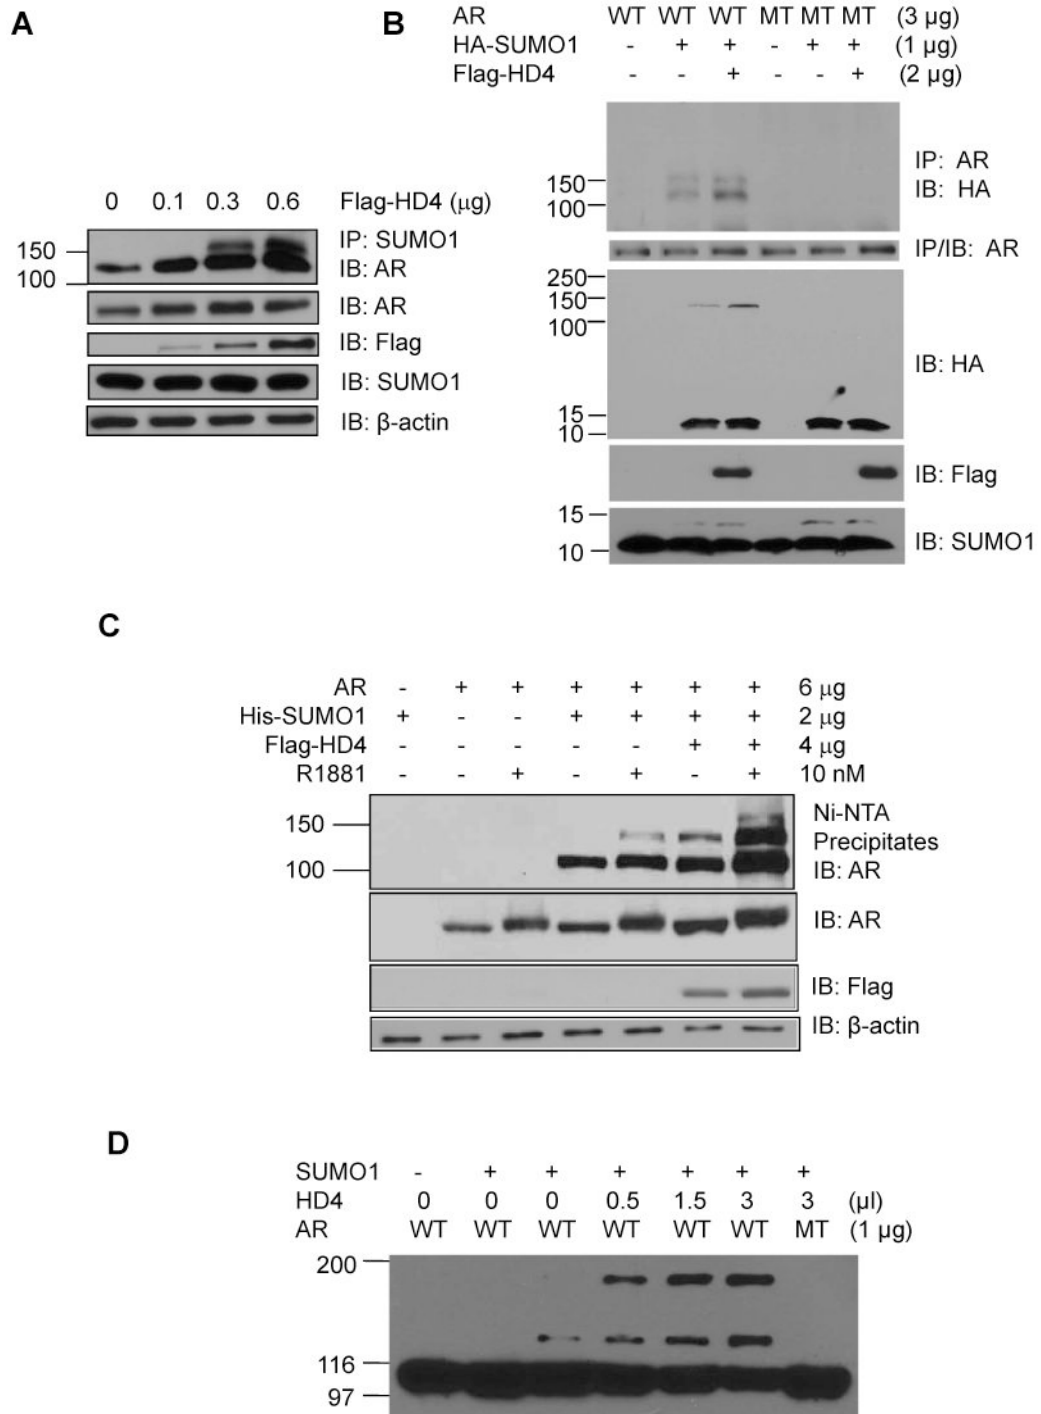 A
0 0.1 0.3 0.6 Flag-HD4 (μg)
150
100
IP: SUMO1
IB: AR
IB: AR
IB: Flag
IB: SUMO1
IB: β-actin
B
AR WT WT WT MT MT MT (3 μg)
HA-SUMO1 - + + - + + (1 μg)
Flag-HD4 - - + - - + (2 μg)
150
100
IP: AR
IB: HA
IP/IB: AR
250
150
100
15
10
IB: HA
IB: Flag
15
10
IB: SUMO1
C
AR - + + + + + + 6 μg
His-SUMO1 + - - + + + + 2 μg
Flag-HD4 - - - - - + + 4 μg
R1881 - - + - + - + 10 nM
150
100
Ni-NTA
Precipitates
IB: AR
IB: AR
IB: Flag
IB: β-actin
D
SUMO1 - + + + + + +
HD4 0 0 0 0.5 1.5 3 3 (μl)
AR WT WT WT WT WT WT MT (1 μg)
200
116
97